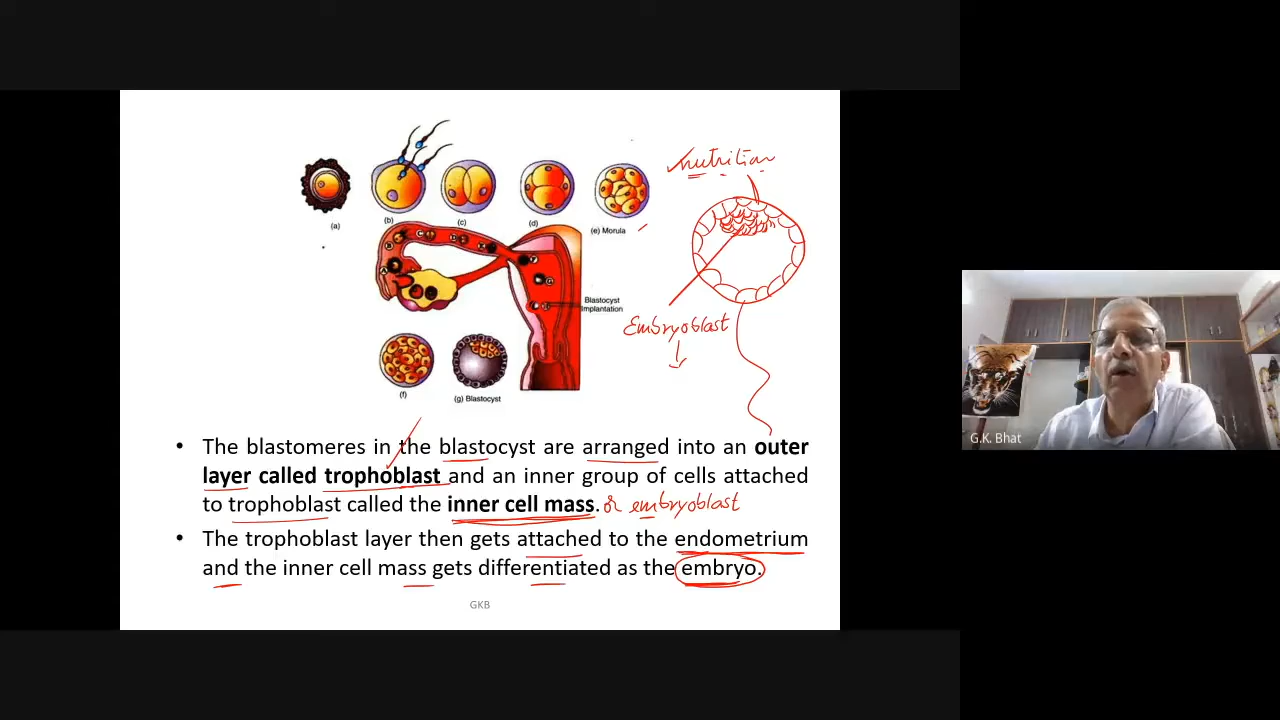 nutrition
(a)
(b)
(c)
(d)
(e) Morula
Blastocyst
Implantation
Embryoblast
(f)
(g) Blastocyst
• The blastomeres in the blastocyst are arranged into an outer
layer called trophoblast and an inner group of cells attached
to trophoblast called the inner cell mass. or embryoblast
• The trophoblast layer then gets attached to the endometrium
and the inner cell mass gets differentiated as the embryo.
GKB
G.K. Bhat